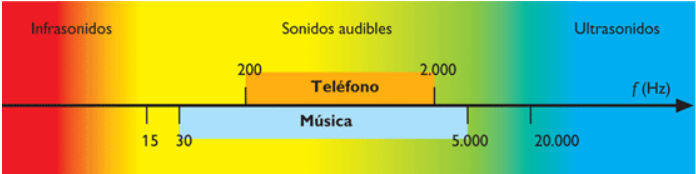 Infrasonidos Sonidos audibles Ultrasonidos
200 2.000
Teléfono
f (Hz)
Música
15 30 5.000 20.000